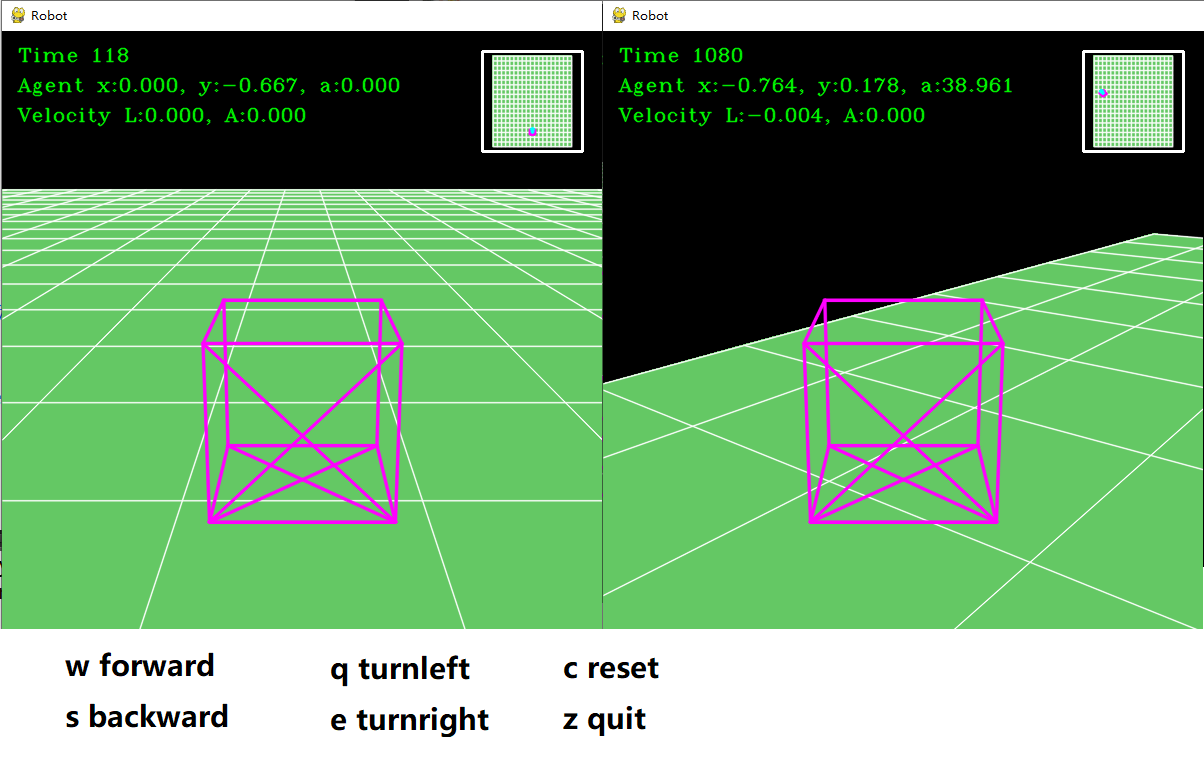 Robot
Time 118
Agent x:0.000, y:-0.667, a:0.000
Velocity L:0.000, A:0.000
Robot
Time 1080
Agent x:-0.764, y:0.178, a:38.961
Velocity L:-0.004, A:0.000
w forward
q turnleft
c reset
s backward
e turnright
z quit